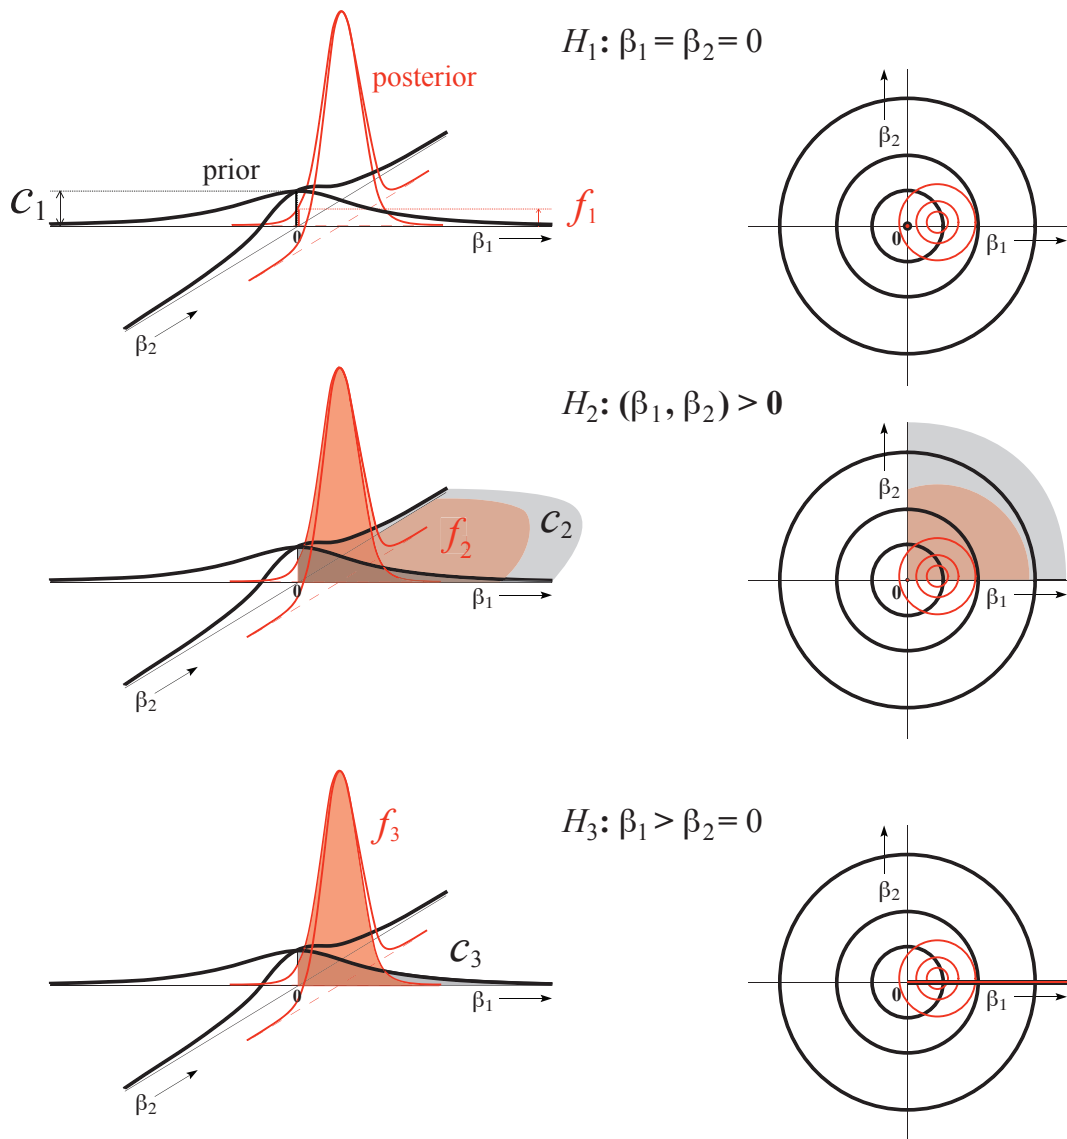 H₁: β₁ = β₂ = 0
posterior
β₂
prior
c₁
f₁
0
β₁
0
β₁
β₂
H₂: (β₁, β₂) > 0
β₂
c₂
f₂
0
β₁
0
β₁
β₂
H₃: β₁ > β₂ = 0
f₃
β₂
c₃
0
β₁
0
β₁
β₂